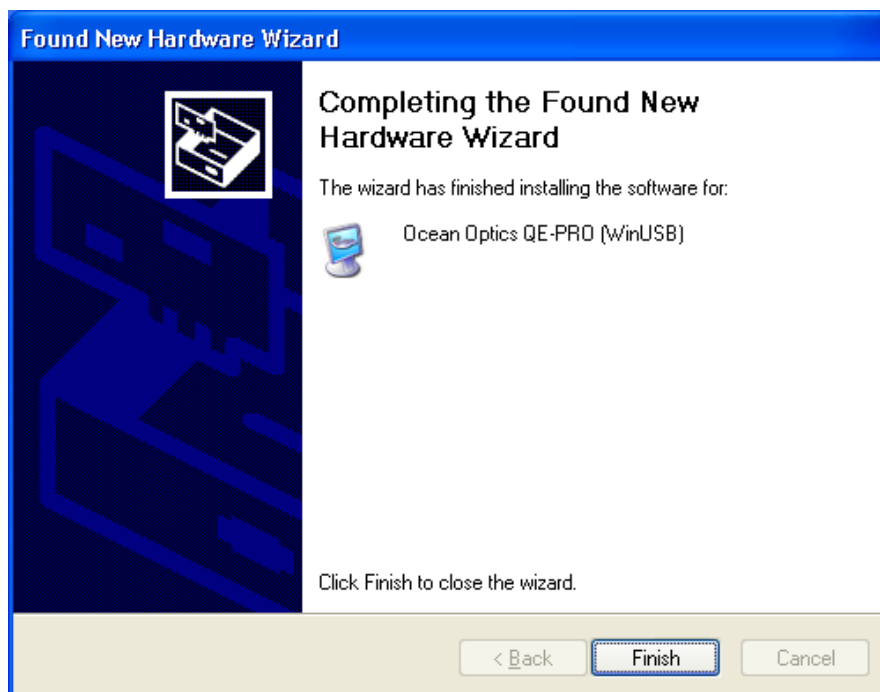 Found New Hardware Wizard
Completing the Found New
Hardware Wizard
The wizard has finished installing the software for:
Ocean Optics QE-PRO (WinUSB)
Click Finish to close the wizard.
< Back
Finish
Cancel